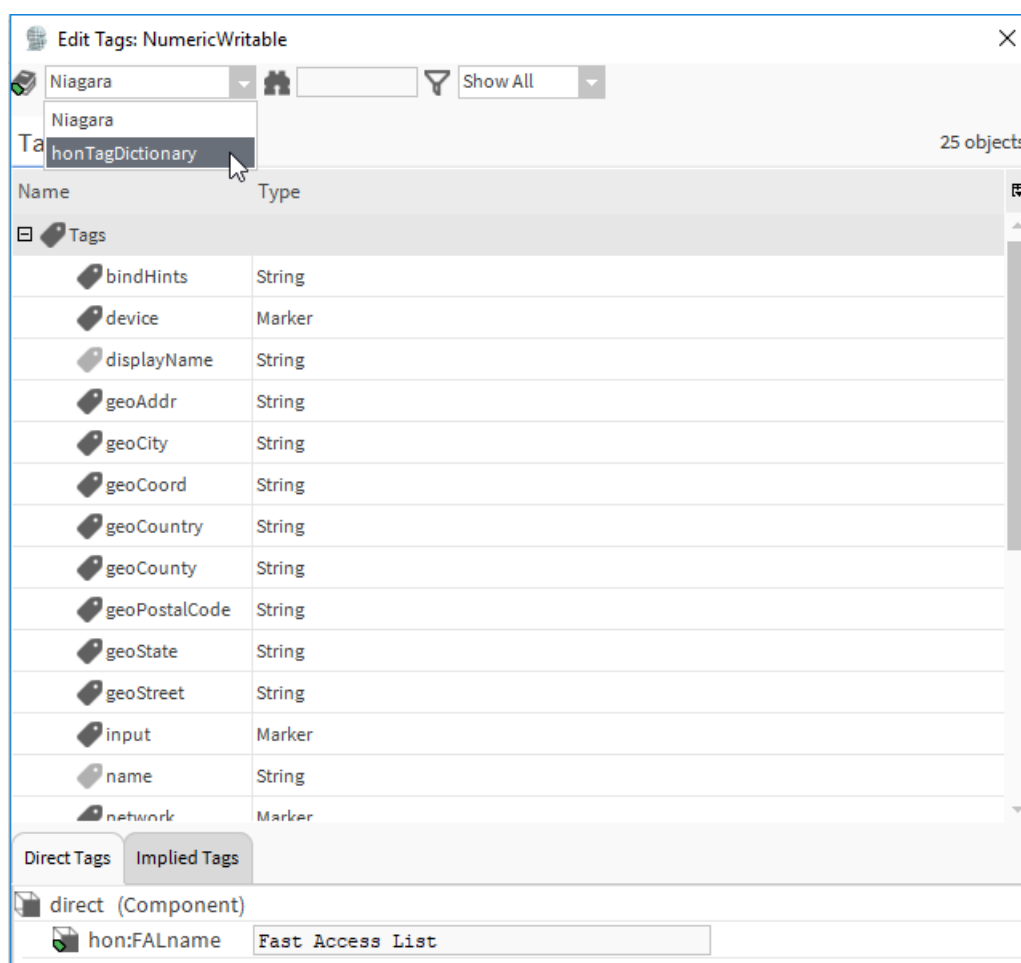 Edit Tags: NumericWritable
Niagara Show All
Niagara
Ta 25 objects
honTagDictionary
Name Type
Tags
bindHints String
device Marker
displayName String
geoAddr String
geoCity String
geoCoord String
geoCountry String
geoCounty String
geoPostalCode String
geoState String
geoStreet String
input Marker
name String
network Marker
Direct Tags Implied Tags
direct (Component)
hon:FALname Fast Access List